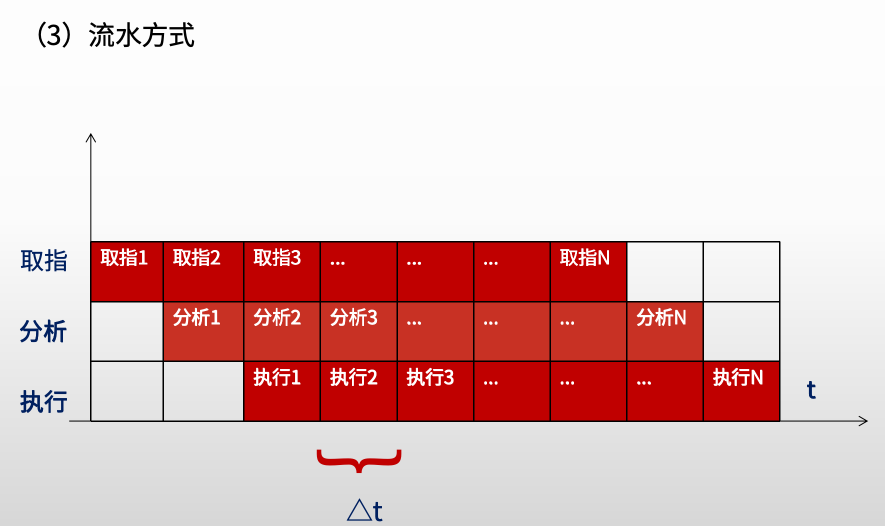 （3）流水方式
取指 取指1 取指2 取指3 ... ... ... 取指N
分析 分析1 分析2 分析3 ... ... ... 分析N
执行 执行1 执行2 执行3 ... ... ... 执行N
t
△t